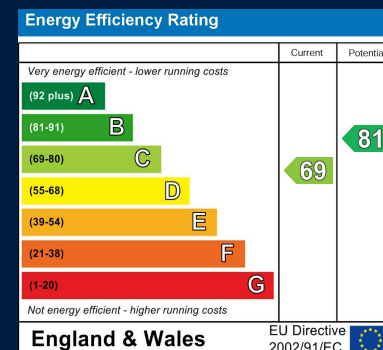 Energy Efficiency Rating
Current Potentia
Very energy efficient - lower running costs
(92 plus) A
(81-91) B
81
(69-80) C
69
(55-68) D
(39-54) E
(21-38) F
(1-20) G
Not energy efficient - higher running costs
England & Wales
EU Directive
2002/91/EC